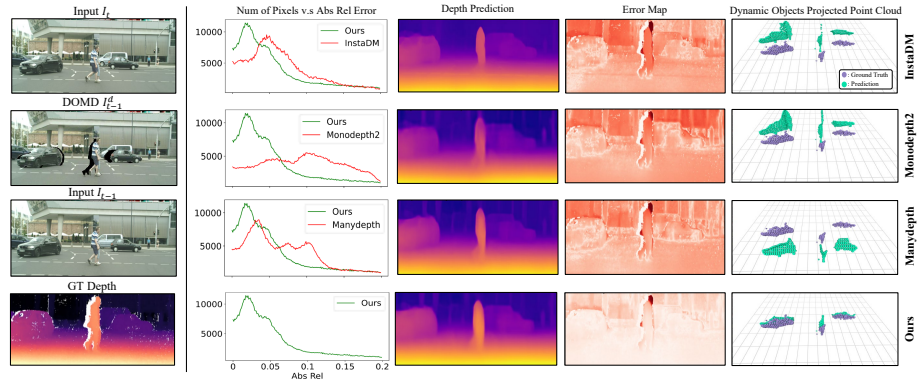 Input I_t
Num of Pixels v.s Abs Rel Error
Depth Prediction
Error Map
Dynamic Objects Projected Point Cloud
10000
5000
Ours
InstaDM
: Ground Truth
: Prediction
InstaDM
DOMD I^d_{t-1}
10000
5000
Ours
Monodepth2
Monodepth2
Input I_{t-1}
10000
5000
Ours
Manydepth
Manydepth
GT Depth
10000
5000
Ours
0 0.05 0.1 0.15 0.2
Abs Rel
Ours